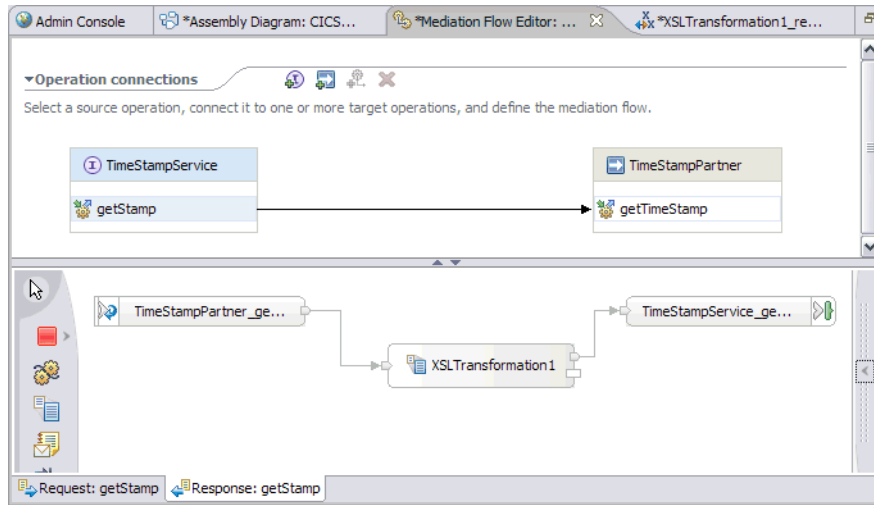 Admin Console
*Assembly Diagram: CICS...
*Mediation Flow Editor: ...
*XSLTransformation1_re...
Operation connections
Select a source operation, connect it to one or more target operations, and define the mediation flow.
TimeStampService
TimeStampPartner
getStamp
getTimeStamp
TimeStampPartner_ge...
TimeStampService_ge...
XSLTransformation1
Request: getStamp
Response: getStamp